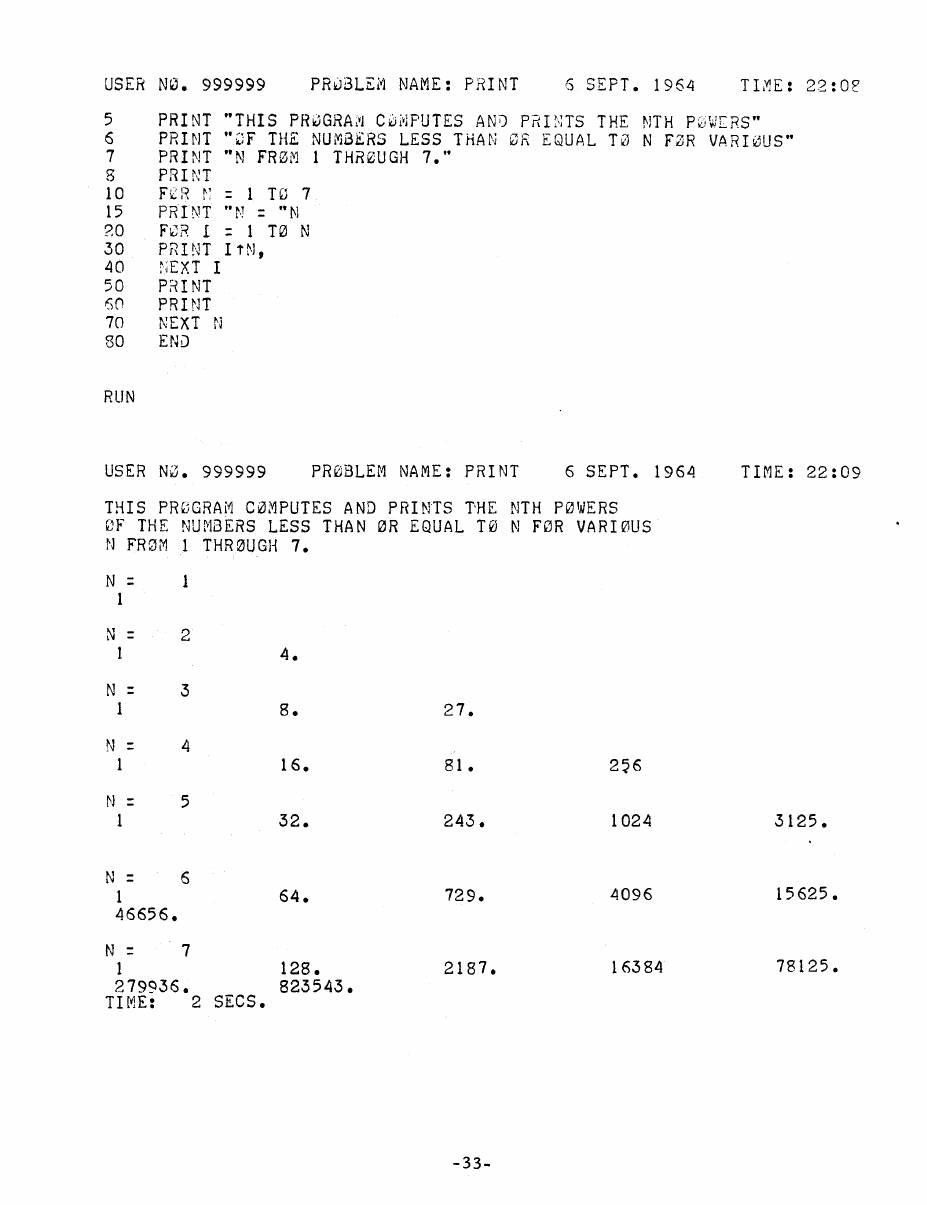 USER NØ. 999999 PRØBLEM NAME: PRINT 6 SEPT. 1964 TIME: 22:08
5 PRINT "THIS PRØGRAM CØMPUTES AND PRINTS THE NTH PØWERS"
6 PRINT "ØF THE NUMBERS LESS THAN ØR EQUAL TØ N FØR VARIØUS"
7 PRINT "N FRØM 1 THRØUGH 7."
8 PRINT
10 FØR N = 1 TØ 7
15 PRINT "N = "N
20 FØR I = 1 TØ N
30 PRINT I↑N,
40 NEXT I
50 PRINT
60 PRINT
70 NEXT N
80 END
RUN
USER NØ. 999999 PRØBLEM NAME: PRINT 6 SEPT. 1964 TIME: 22:09
THIS PRØGRAM CØMPUTES AND PRINTS THE NTH PØWERS
ØF THE NUMBERS LESS THAN ØR EQUAL TØ N FØR VARIØUS
N FRØM 1 THRØUGH 7.
N = 1
1
N = 2
1 4.
N = 3
1 8. 27.
N = 4
1 16. 81. 256
N = 5
1 32. 243. 1024 3125.
N = 6
1 64. 729. 4096 15625.
46656.
N = 7
1 128. 2187. 16384 78125.
279936. 823543.
TIME: 2 SECS.
-33-